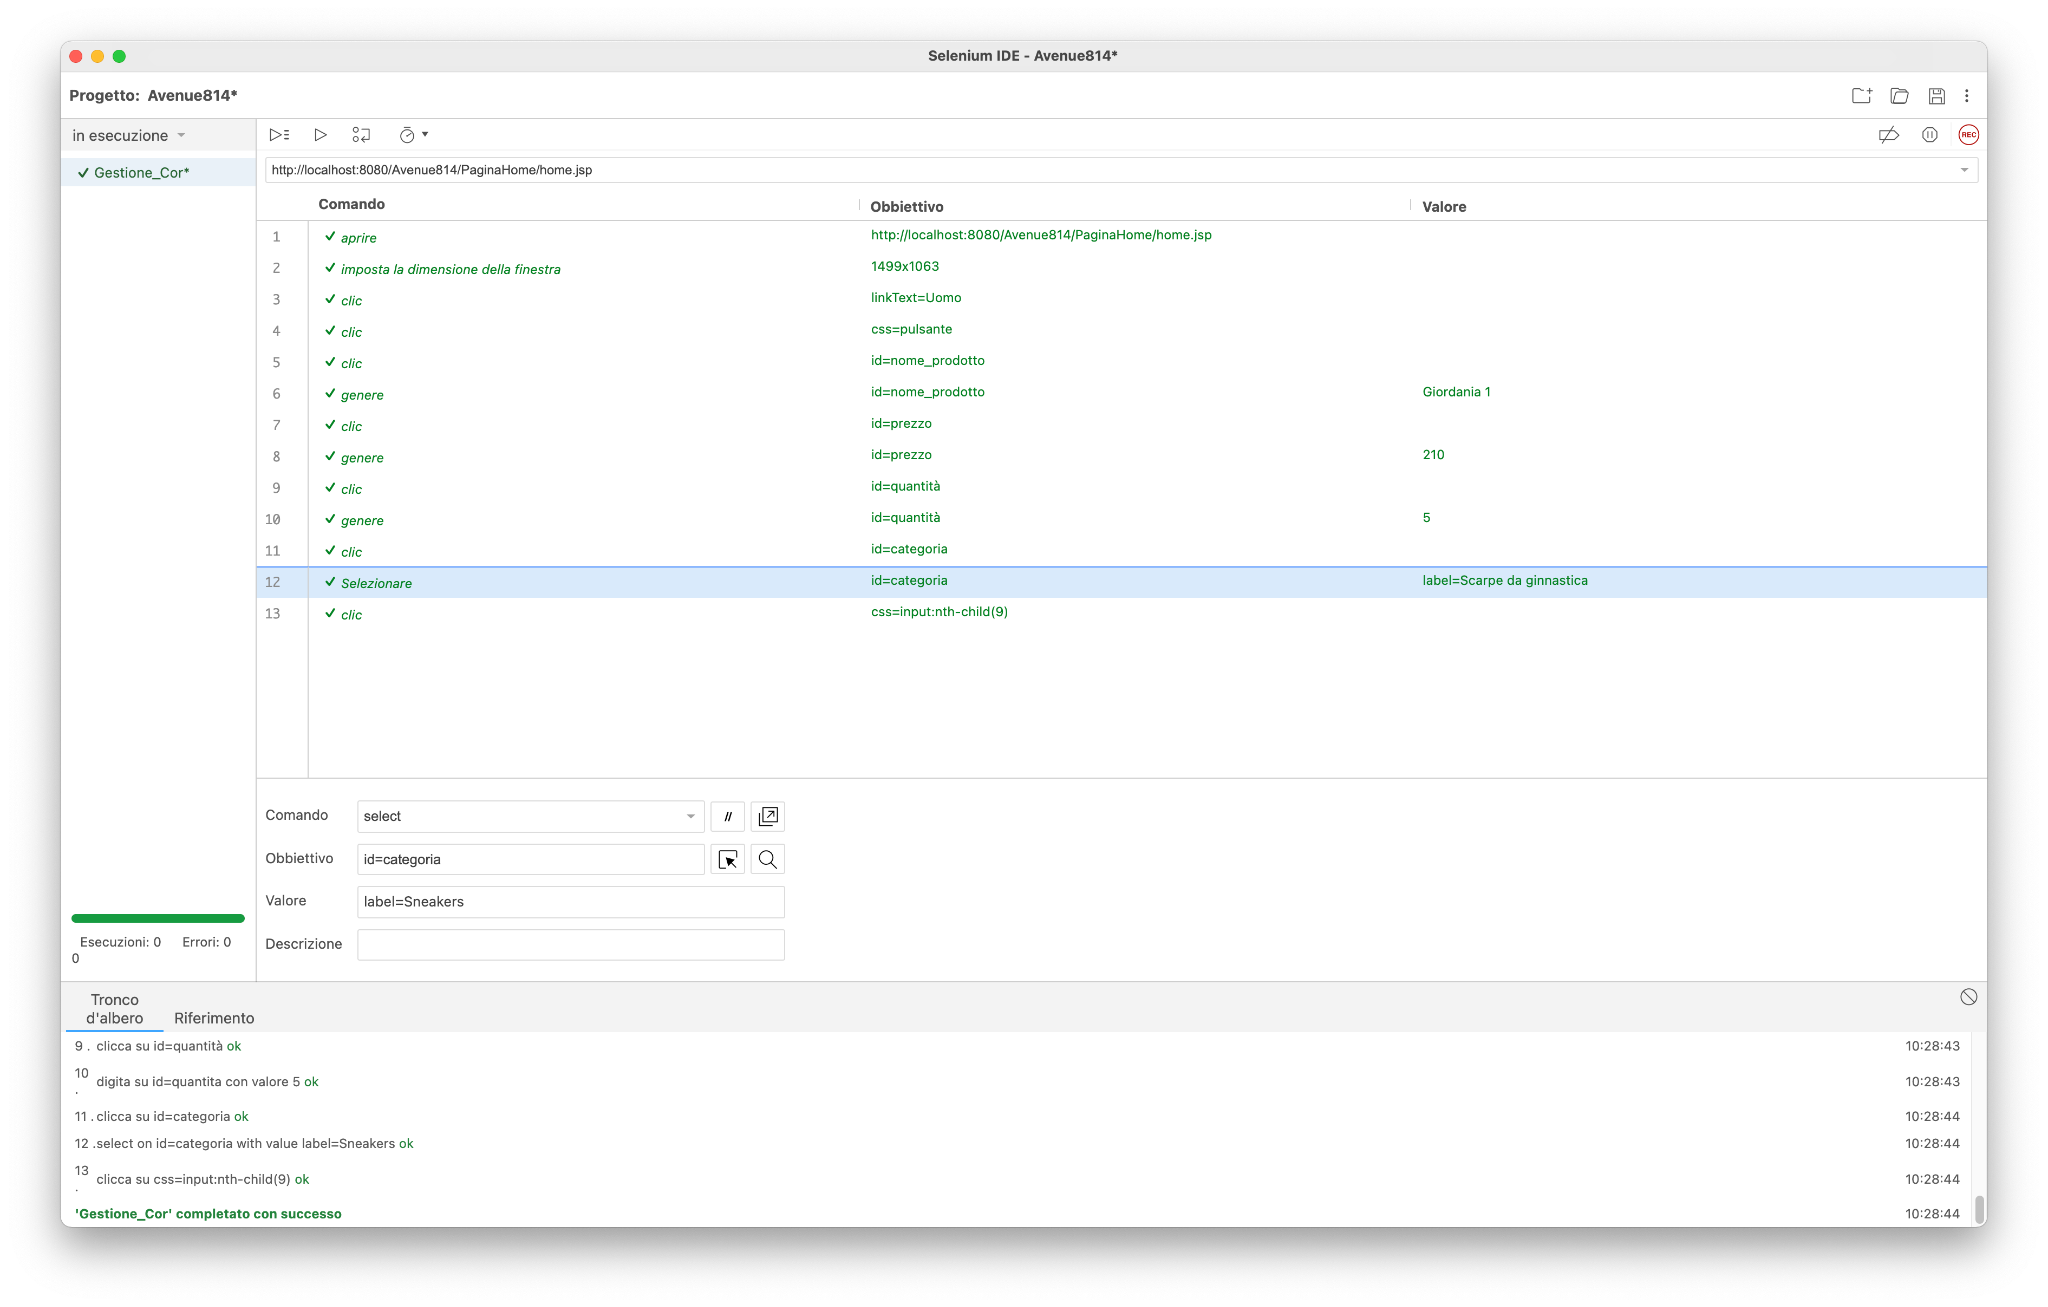 Selenium IDE - Avenue814*
Progetto: Avenue814*
in esecuzione
REC
Gestione_Cor*
http://localhost:8080/Avenue814/PaginaHome/home.jsp
Comando Obbiettivo Valore
1 aprire http://localhost:8080/Avenue814/PaginaHome/home.jsp
2 imposta la dimensione della finestra 1499x1063
3 clic linkText=Uomo
4 clic css=pulsante
5 clic id=nome_prodotto
6 genere id=nome_prodotto Giordania 1
7 clic id=prezzo
8 genere id=prezzo 210
9 clic id=quantità
10 genere id=quantità 5
11 clic id=categoria
12 Selezionare id=categoria label=Scarpe da ginnastica
13 clic css=input:nth-child(9)
Comando select //
Obbiettivo id=categoria
Valore label=Sneakers
Descrizione
Esecuzioni: 0 Errori: 0
0
Tronco
d'albero Riferimento
9 . clicca su id=quantità ok 10:28:43
10 . digita su id=quantita con valore 5 ok 10:28:43
11 . clicca su id=categoria ok 10:28:44
12 .select on id=categoria with value label=Sneakers ok 10:28:44
13 . clicca su css=input:nth-child(9) ok 10:28:44
'Gestione_Cor' completato con successo 10:28:44